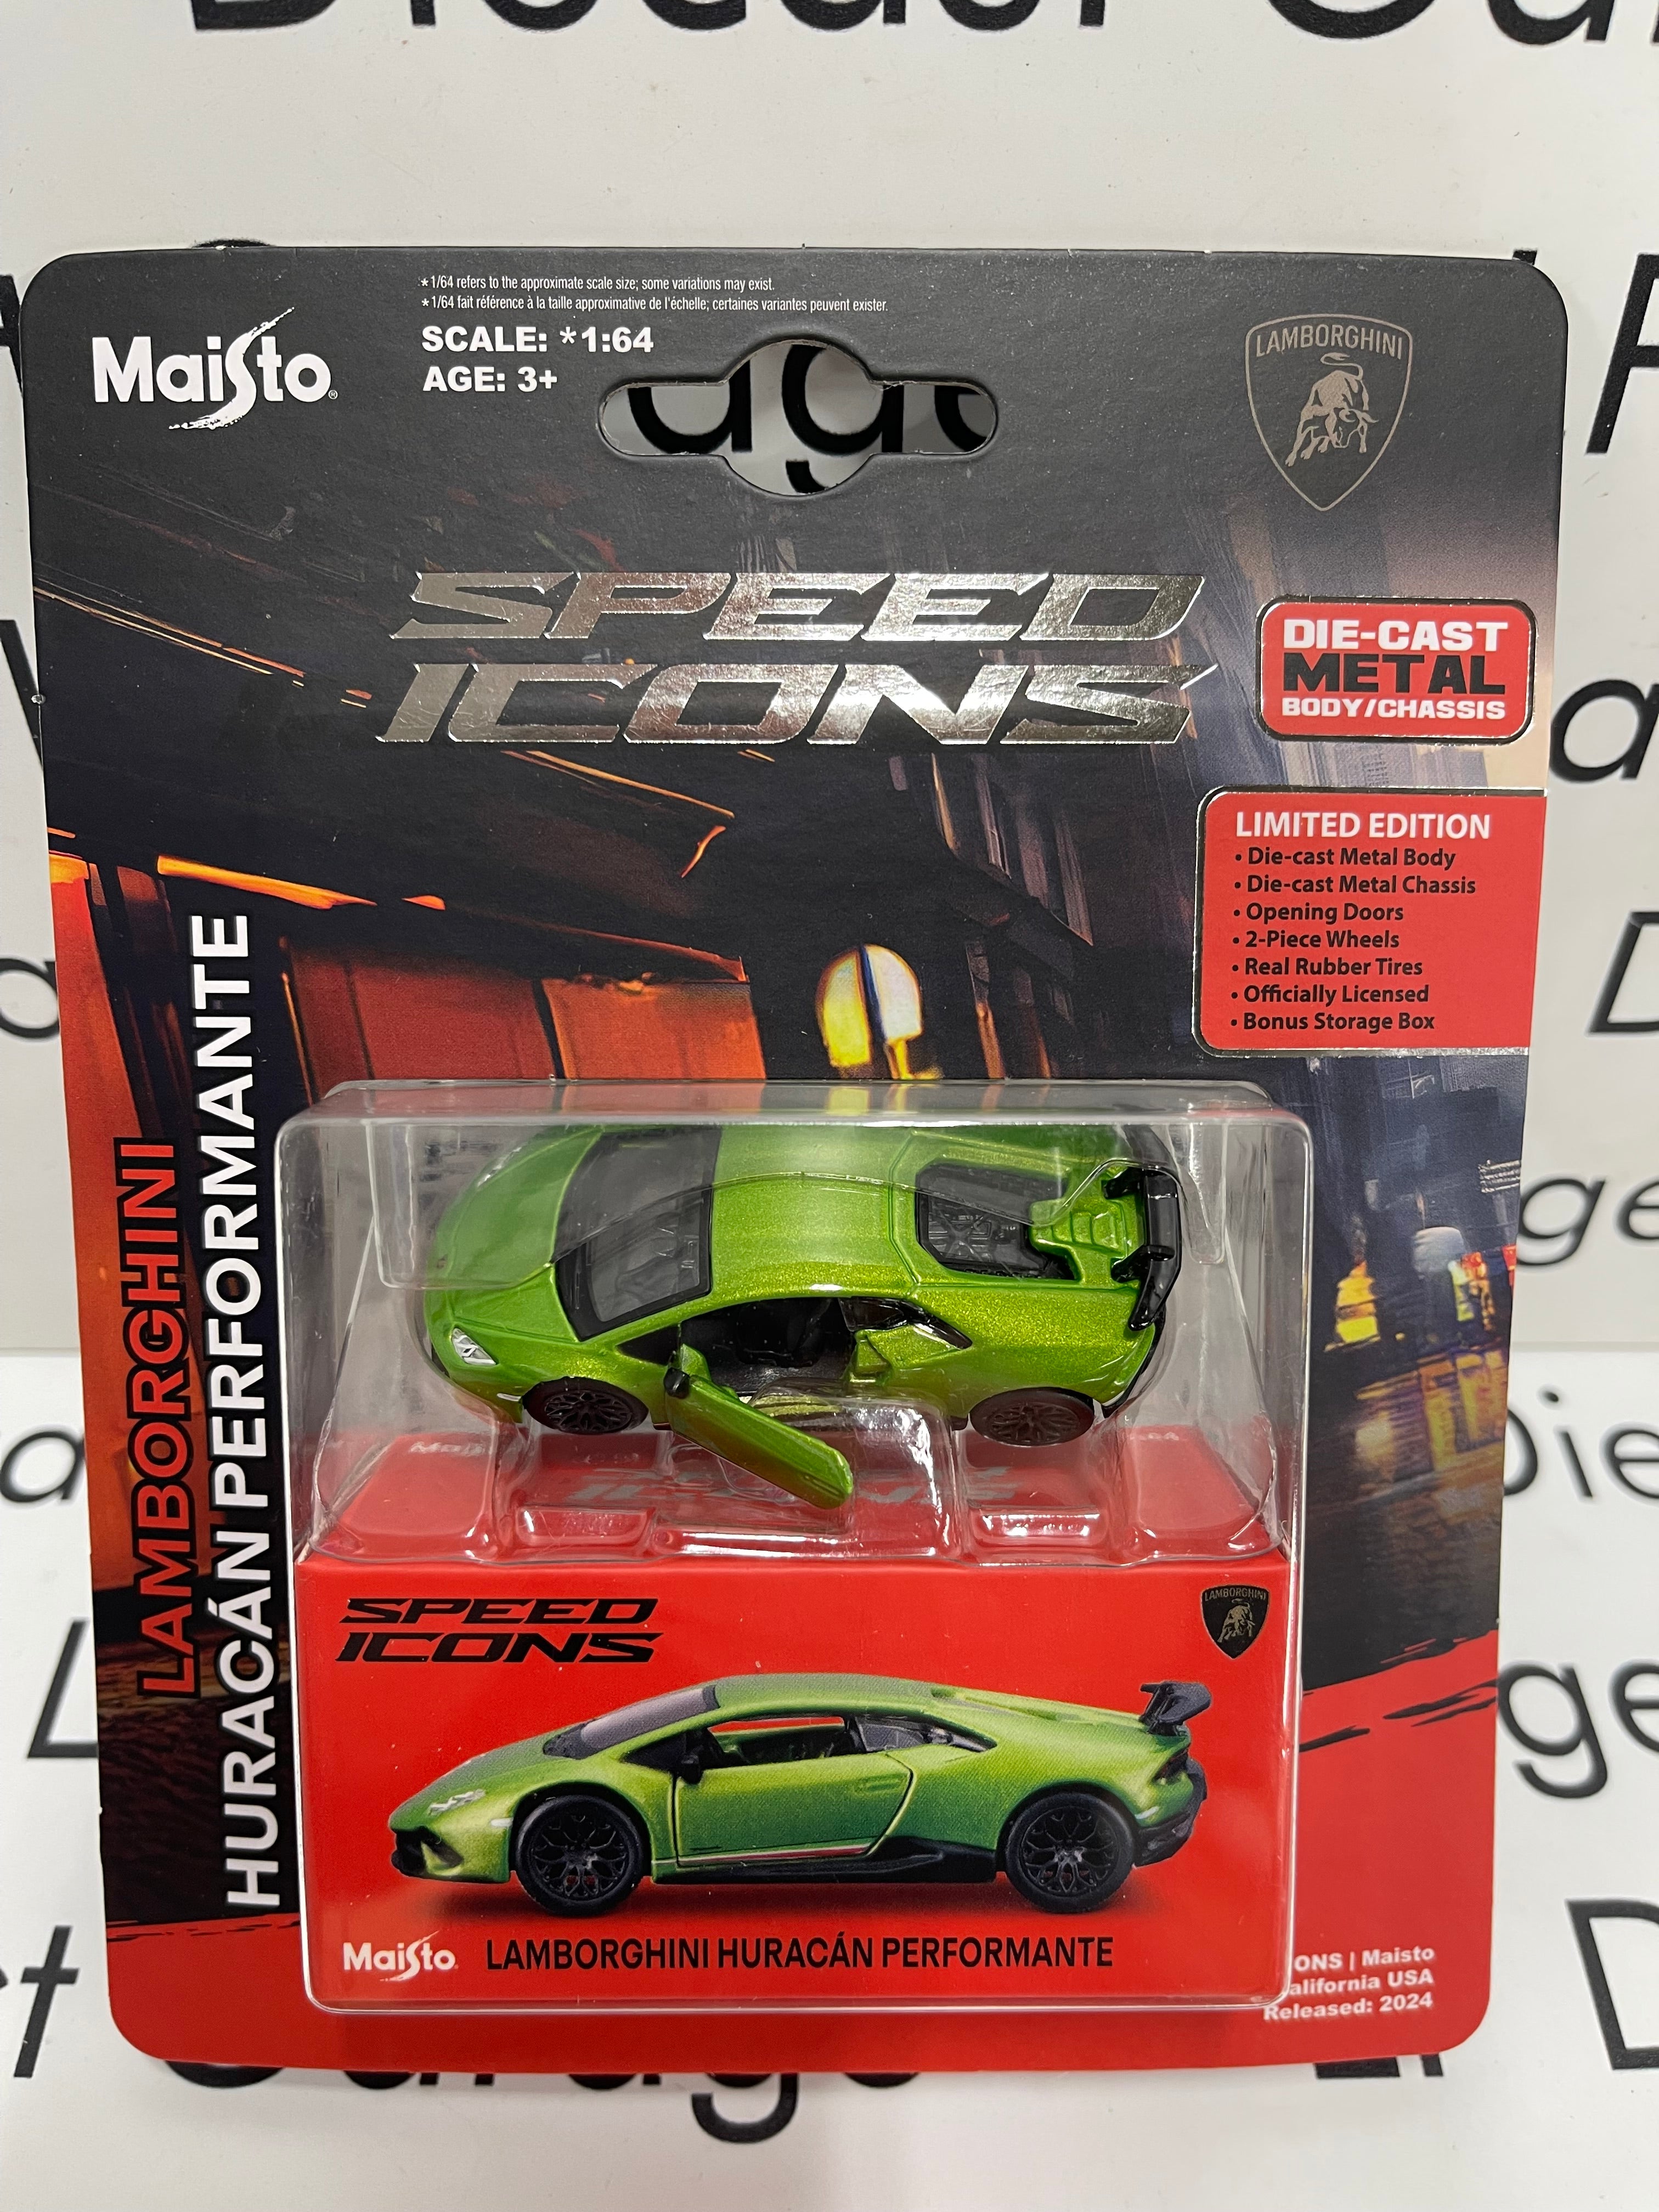 * 1/64 refers to the approximate scale size; some variations may exist.
* 1/64 fait référence à la taille approximative de l'échelle; certaines variantes peuvent exister.
Maisto
SCALE: *1:64
AGE: 3+
LAMBORGHINI
SPEED
ICONS
DIE-CAST
METAL
BODY/CHASSIS
LIMITED EDITION
• Die-cast Metal Body
• Die-cast Metal Chassis
• Opening Doors
• 2-Piece Wheels
• Real Rubber Tires
• Officially Licensed
• Bonus Storage Box
LAMBORGHINI
HURACÁN PERFORMANTE
SPEED
ICONS
LAMBORGHINI
Maisto
LAMBORGHINI HURACÁN PERFORMANTE
ONS | Maisto
alifornia USA
Released: 2024